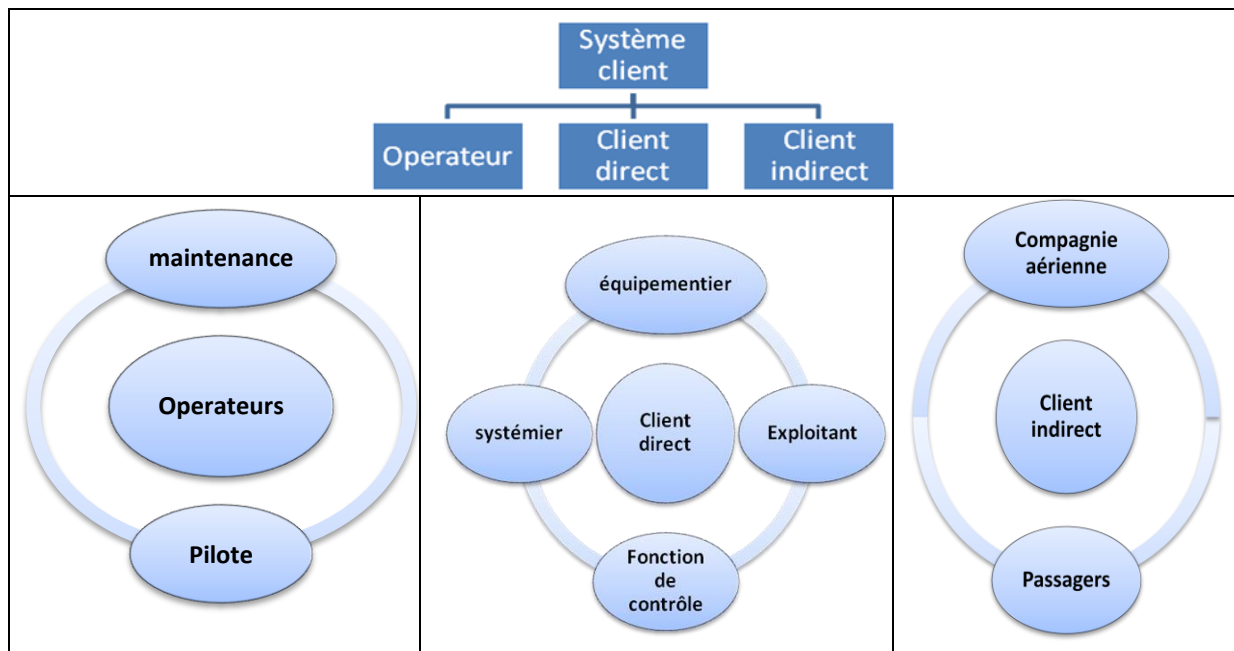 Système
client
Operateur
Client
direct
Client
indirect
maintenance
Operateurs
Pilote
équipementier
systémier
Client
direct
Exploitant
Fonction
de
contrôle
Compagnie
aérienne
Client
indirect
Passagers